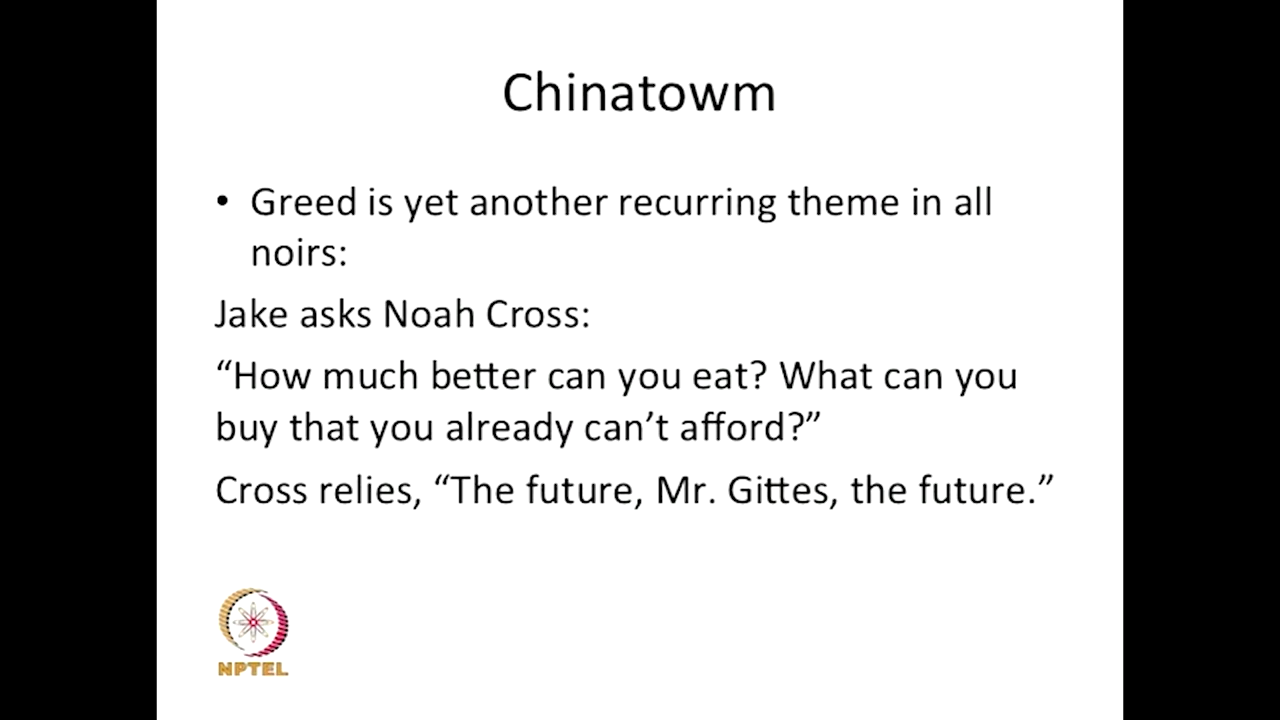 Chinatowm
• Greed is yet another recurring theme in all
noirs:
Jake asks Noah Cross:
“How much better can you eat? What can you
buy that you already can’t afford?”
Cross relies, “The future, Mr. Gittes, the future.”
NPTEL